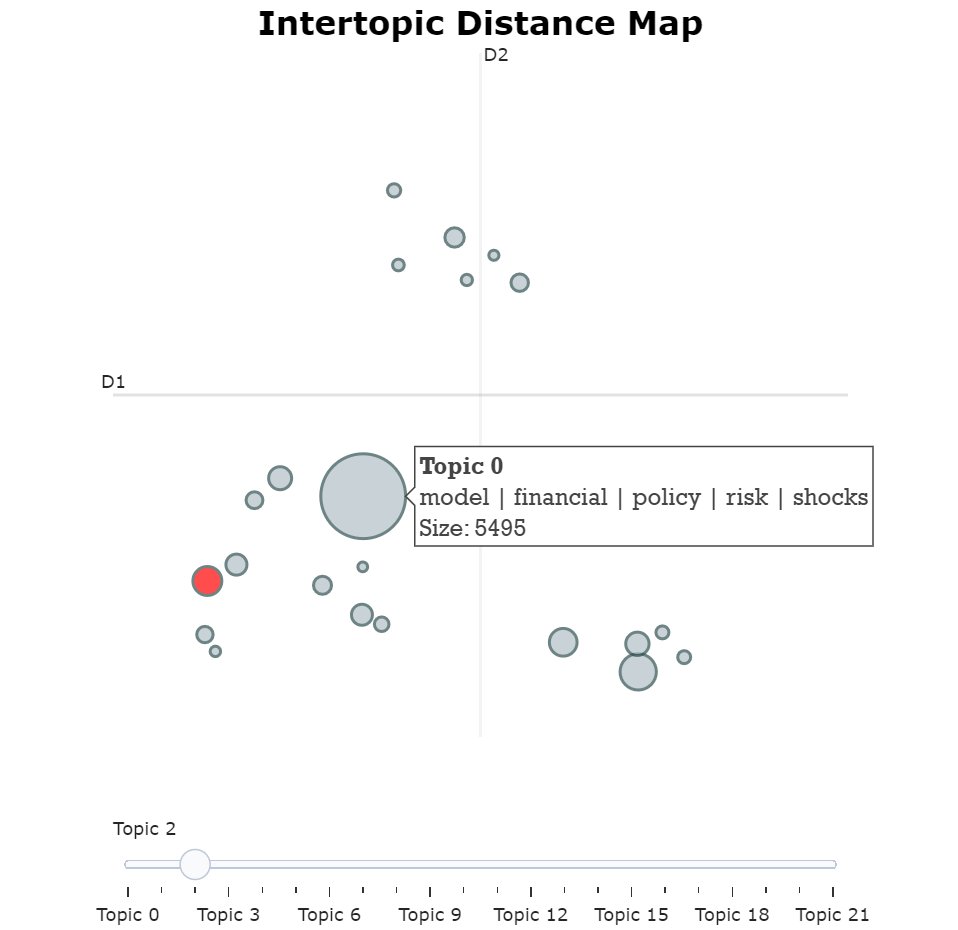 Intertopic Distance Map
D2
D1
Topic 0
model | financial | policy | risk | shocks
Size: 5495
Topic 2
Topic 0 Topic 3 Topic 6 Topic 9 Topic 12 Topic 15 Topic 18 Topic 21